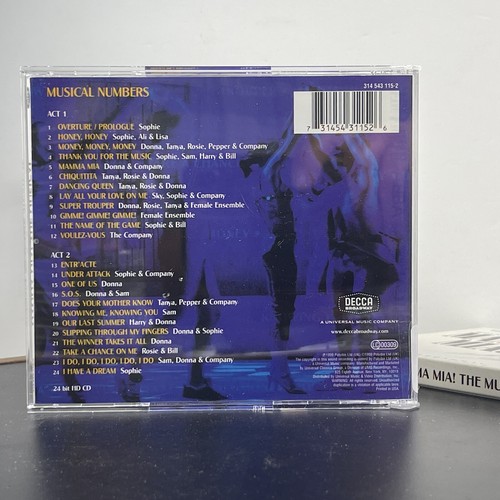 MUSICAL NUMBERS
314 543 115-2
ACT 1
1 OVERTURE / PROLOGUE Sophie
2 HONEY, HONEY Sophie, Ali & Lisa
3 MONEY, MONEY, MONEY Donna, Tanya, Rosie, Pepper & Company
4 THANK YOU FOR THE MUSIC Sophie, Sam, Harry & Bill
5 MAMMA MIA Donna & Company
6 CHIQUITITA Tanya, Rosie & Donna
7 DANCING QUEEN Tanya, Rosie & Donna
8 LAY ALL YOUR LOVE ON ME Sky, Sophie & Company
9 SUPER TROUPER Donna, Rosie, Tanya & Female Ensemble
10 GIMME! GIMME! GIMME! Female Ensemble
11 THE NAME OF THE GAME Sophie & Bill
12 VOULEZ-VOUS The Company
7 31454 31152 6
ACT 2
13 ENTR'ACTE
14 UNDER ATTACK Sophie & Company
15 ONE OF US Donna
16 S.O.S. Donna & Sam
17 DOES YOUR MOTHER KNOW Tanya, Pepper & Company
18 KNOWING ME, KNOWING YOU Sam
19 OUR LAST SUMMER Harry & Donna
20 SLIPPING THROUGH MY FINGERS Donna & Sophie
21 THE WINNER TAKES IT ALL Donna
22 TAKE A CHANCE ON ME Rosie & Bill
23 I DO, I DO, I DO, I DO, I DO Sam, Donna & Company
24 I HAVE A DREAM Sophie
24 bit HD CD
DECCA
BROADWAY
A UNIVERSAL MUSIC COMPANY
www.deccabroadway.com
LC 00309
Printed in USA
MA MIA! THE MU